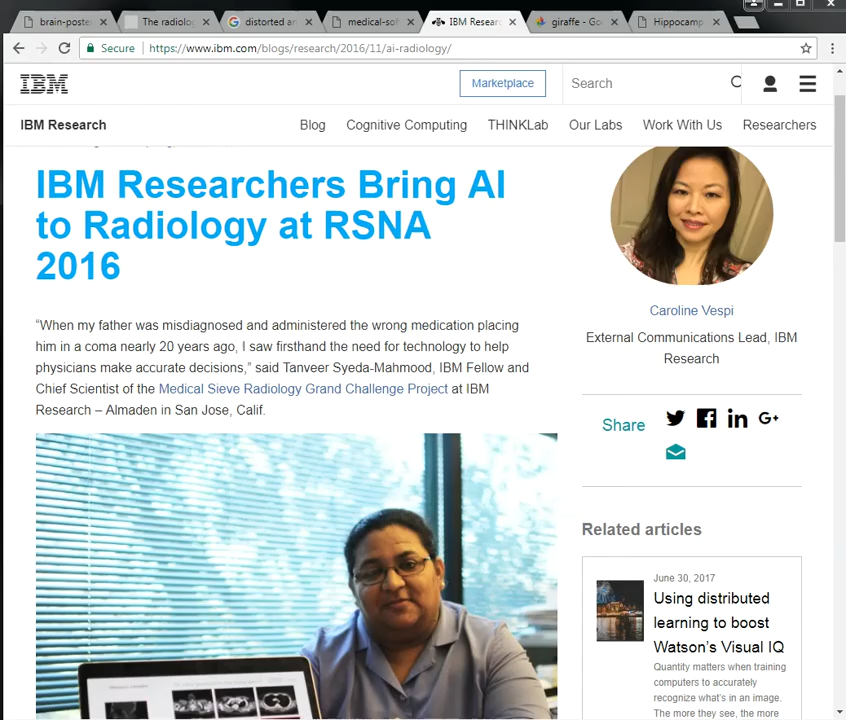 brain-poste
The radiolo
distorted an
medical-sof
IBM Researc
giraffe - Goo
Hippocamp
Secure
https://www.ibm.com/blogs/research/2016/11/ai-radiology/
IBM
Marketplace
Search
IBM Research
Blog
Cognitive Computing
THINKLab
Our Labs
Work With Us
Researchers
IBM Researchers Bring AI
to Radiology at RSNA
2016
“When my father was misdiagnosed and administered the wrong medication placing
him in a coma nearly 20 years ago, I saw firsthand the need for technology to help
physicians make accurate decisions,” said Tanveer Syeda-Mahmood, IBM Fellow and
Chief Scientist of the Medical Sieve Radiology Grand Challenge Project at IBM
Research – Almaden in San Jose, Calif.
Caroline Vespi
External Communications Lead, IBM
Research
Share
G+
Related articles
June 30, 2017
Using distributed
learning to boost
Watson’s Visual IQ
Quantity matters when training
computers to accurately
recognize what’s in an image.
The more they see, the more